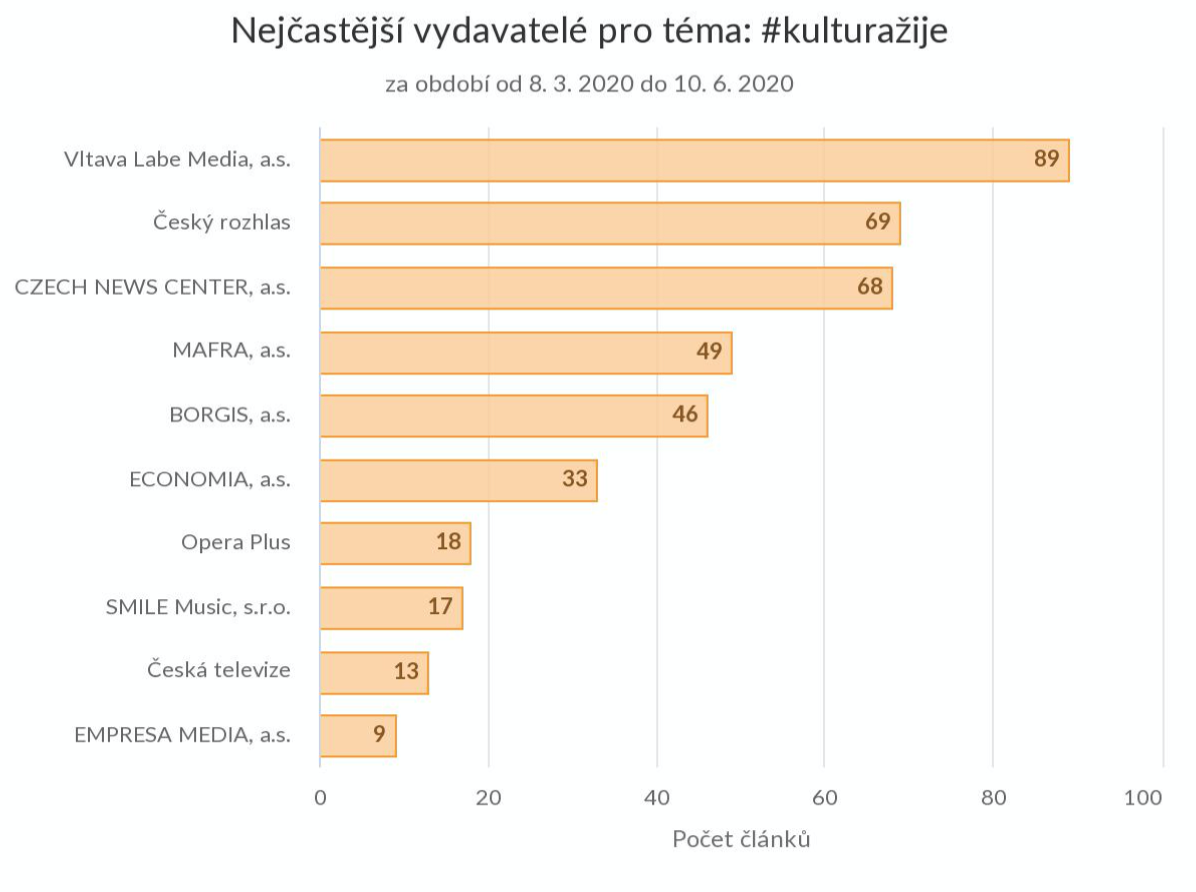 Nejčastější vydavatelé pro téma: #kulturažije
za období od 8. 3. 2020 do 10. 6. 2020
Vltava Labe Media, a.s. 89
Český rozhlas 69
CZECH NEWS CENTER, a.s. 68
MAFRA, a.s. 49
BORGIS, a.s. 46
ECONOMIA, a.s. 33
Opera Plus 18
SMILE Music, s.r.o. 17
Česká televize 13
EMPRESA MEDIA, a.s. 9
0 20 40 60 80 100
Počet článků